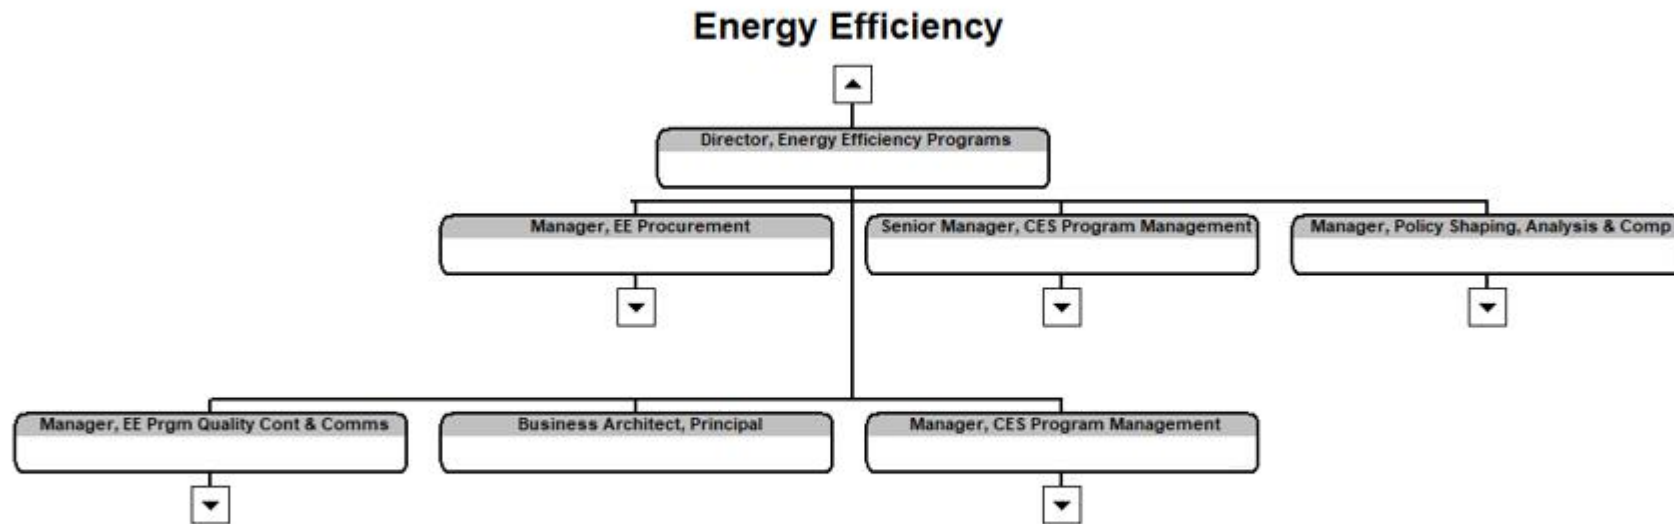 Energy Efficiency
Director, Energy Efficiency Programs
Manager, EE Procurement
Senior Manager, CES Program Management
Manager, Policy Shaping, Analysis & Comp
Manager, EE Prgm Quality Cont & Comms
Business Architect, Principal
Manager, CES Program Management